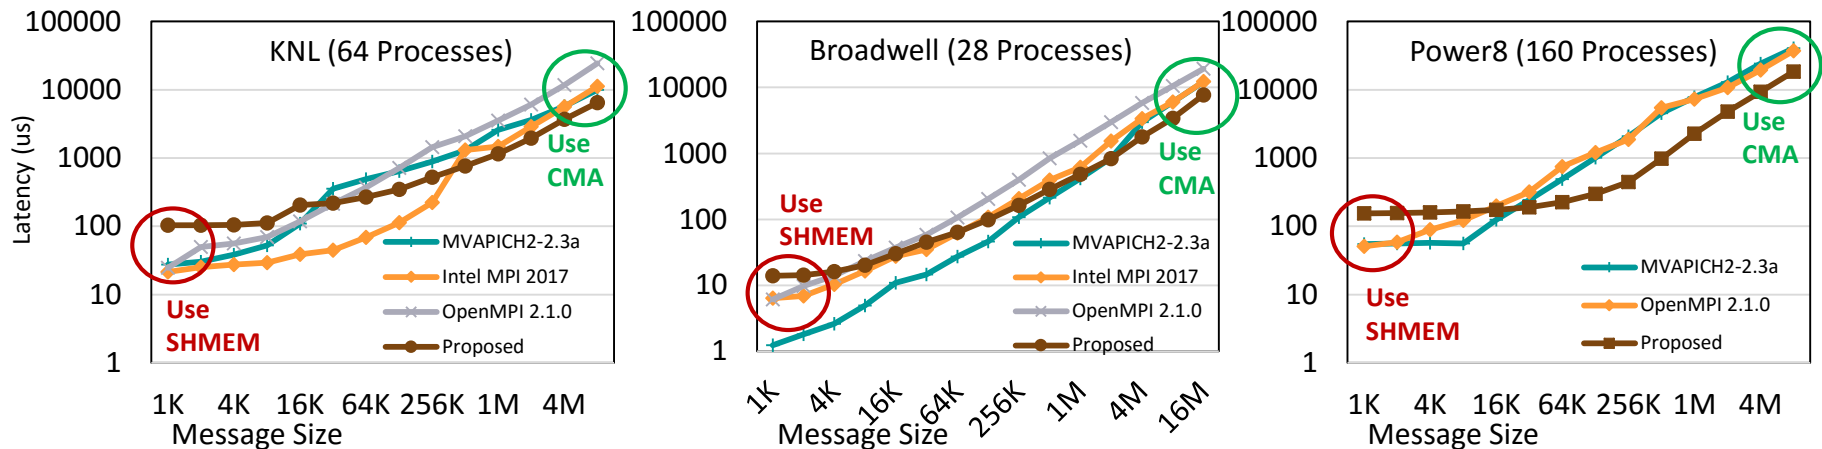 KNL (64 Processes)
Latency (us)
100000
10000
1000
100
10
1
Use
CMA
Use
SHMEM
MVAPICH2-2.3a
Intel MPI 2017
OpenMPI 2.1.0
Proposed
1K 4K 16K 64K 256K 1M 4M
Message Size
Broadwell (28 Processes)
100000
10000
1000
100
10
1
Use
CMA
Use
SHMEM
MVAPICH2-2.3a
Intel MPI 2017
OpenMPI 2.1.0
Proposed
1K 4K 16K 64K 256K 1M 4M 16M
Message Size
Power8 (160 Processes)
100000
10000
1000
100
10
1
Use
CMA
Use
SHMEM
MVAPICH2-2.3a
OpenMPI 2.1.0
Proposed
1K 4K 16K 64K 256K 1M 4M
Message Size